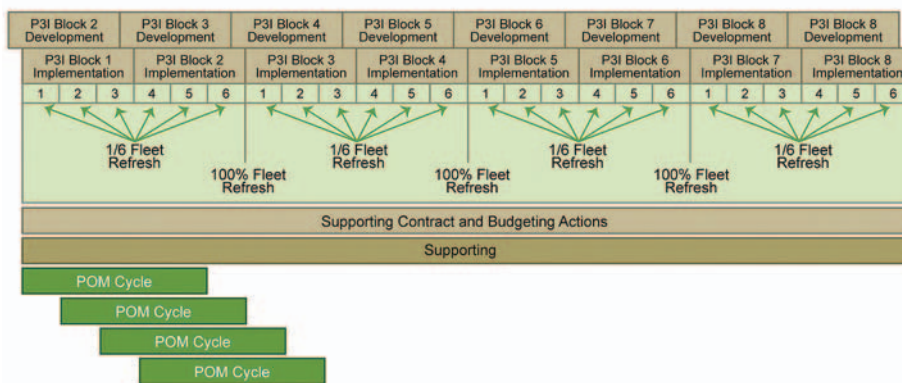 P3I Block 2 P3I Block 3 P3I Block 4 P3I Block 5 P3I Block 6 P3I Block 7 P3I Block 8 P3I Block 8
Development Development Development Development Development Development Development Development
P3I Block 1 P3I Block 2 P3I Block 3 P3I Block 4 P3I Block 5 P3I Block 6 P3I Block 7 P3I Block 8
Implementation Implementation Implementation Implementation Implementation Implementation Implementation Implementation
1 2 3 4 5 6 1 2 3 4 5 6 1 2 3 4 5 6 1 2 3 4 5 6
1/6 Fleet 1/6 Fleet 1/6 Fleet 1/6 Fleet
Refresh Refresh Refresh Refresh
100% Fleet 100% Fleet 100% Fleet
Refresh Refresh Refresh
Supporting Contract and Budgeting Actions
Supporting
POM Cycle
POM Cycle
POM Cycle
POM Cycle